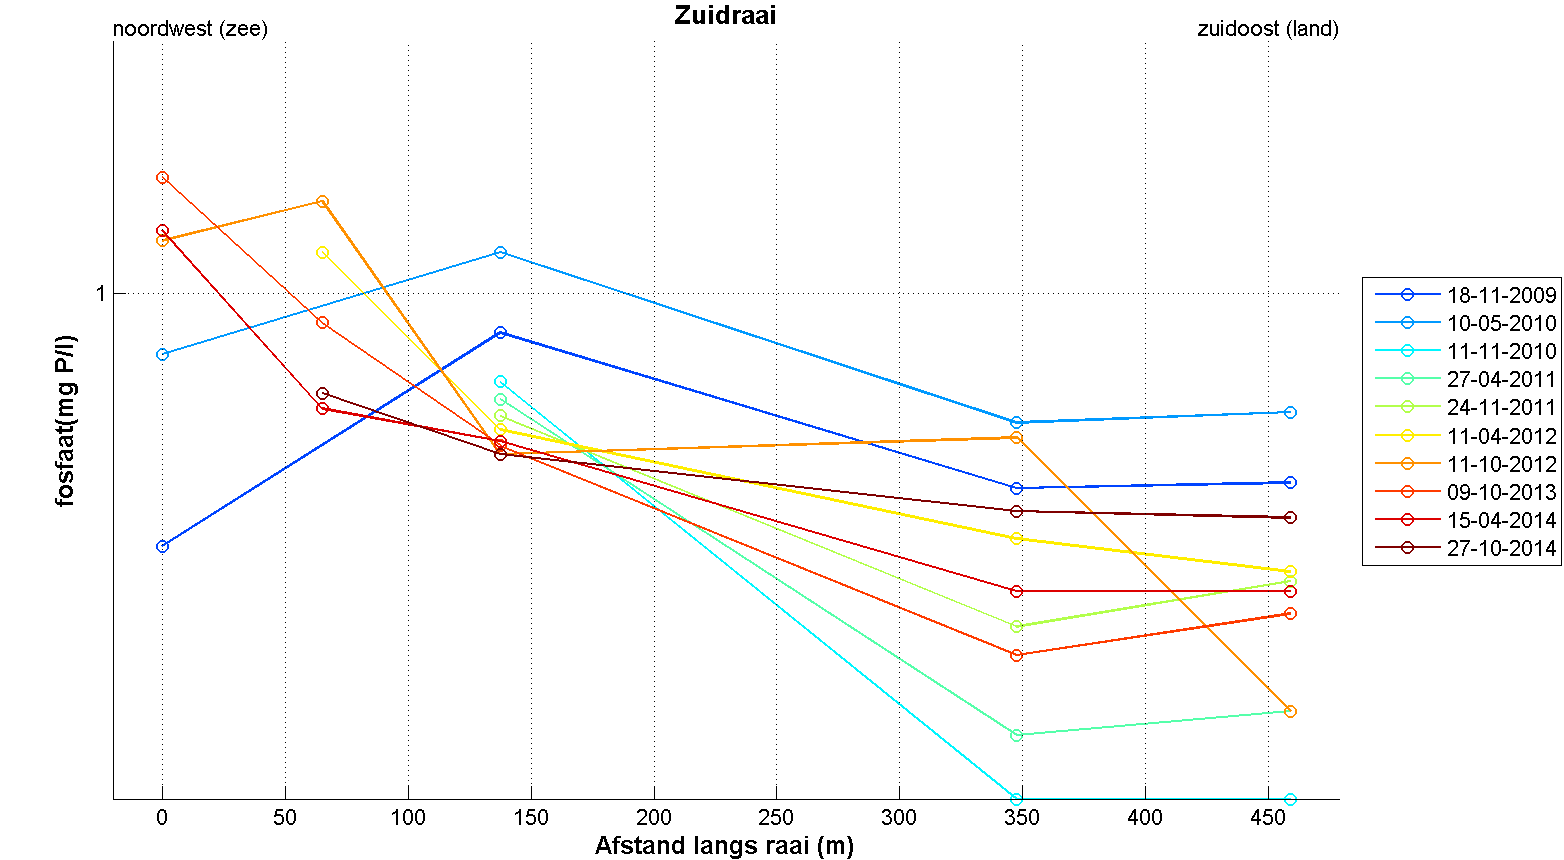 Zuidraai
noordwest (zee)
zuidoost (land)
fosfaat(mg P/l)
1
0 50 100 150 200 250 300 350 400 450
Afstand langs raai (m)
18-11-2009
10-05-2010
11-11-2010
27-04-2011
24-11-2011
11-04-2012
11-10-2012
09-10-2013
15-04-2014
27-10-2014